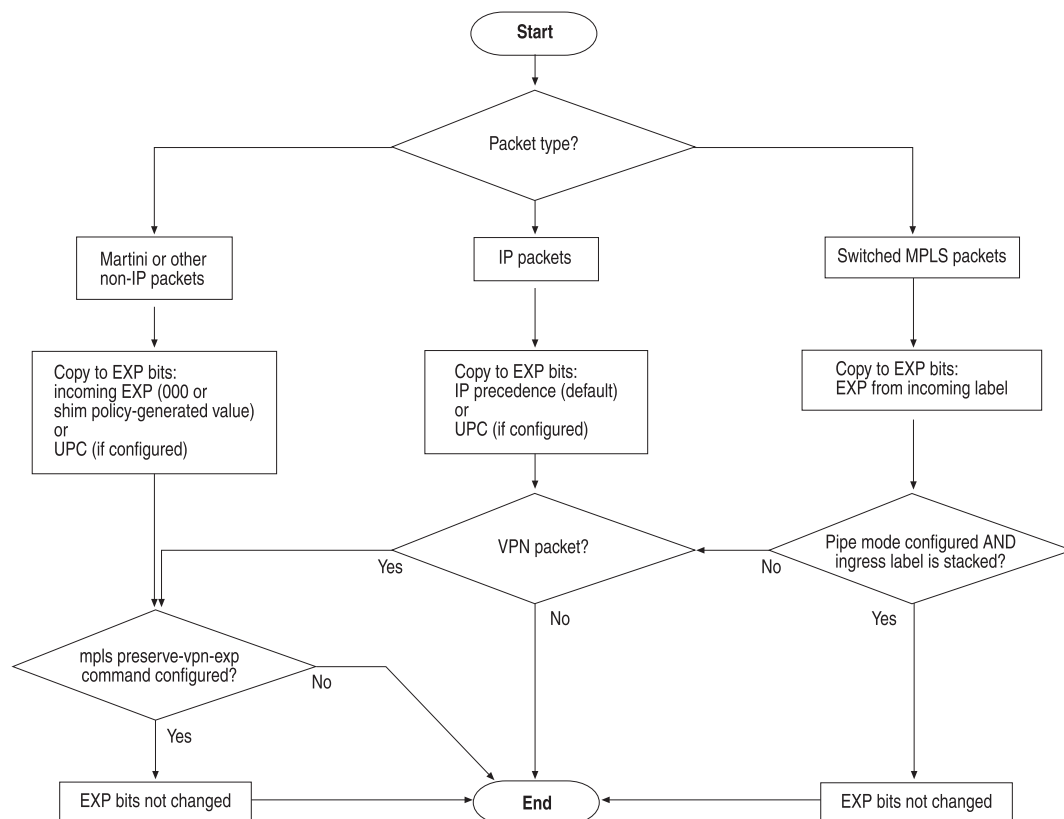 Start
Packet type?
Martini or other
non-IP packets
IP packets
Switched MPLS packets
Copy to EXP bits:
incoming EXP (000 or
shim policy-generated value)
or
UPC (if configured)
Copy to EXP bits:
IP precedence (default)
or
UPC (if configured)
Copy to EXP bits:
EXP from incoming label
VPN packet?
Pipe mode configured AND
ingress label is stacked?
Yes
No
No
Yes
mpls preserve-vpn-exp
command configured?
No
Yes
EXP bits not changed
End
EXP bits not changed